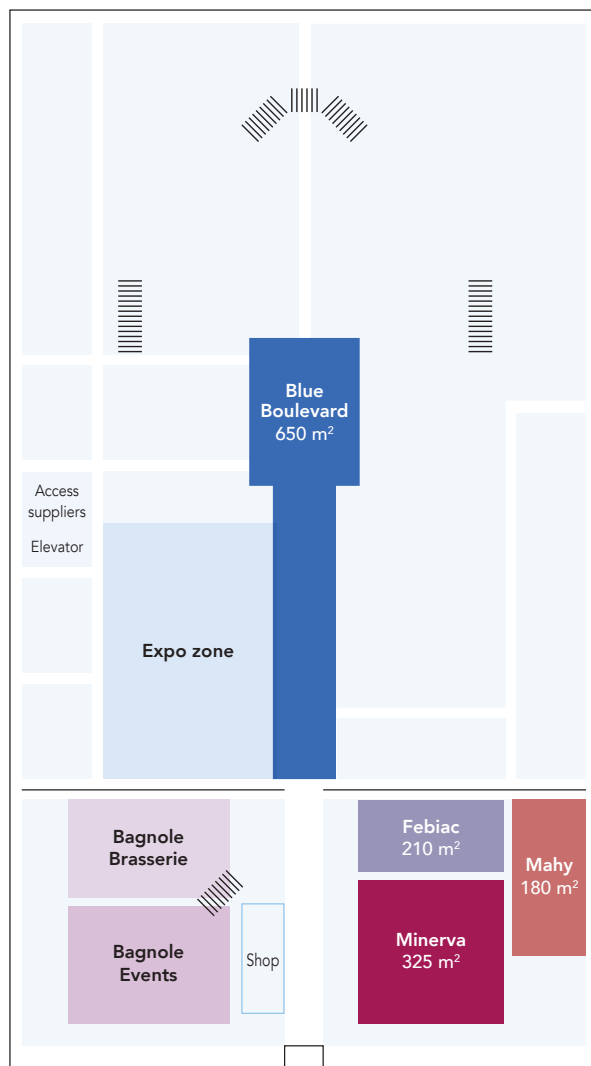 Blue
Boulevard
650 m²
Access
suppliers
Elevator
Expo zone
Bagnole
Brasserie
Febiac
210 m²
Mahy
180 m²
Bagnole
Events
Shop
Minerva
325 m²